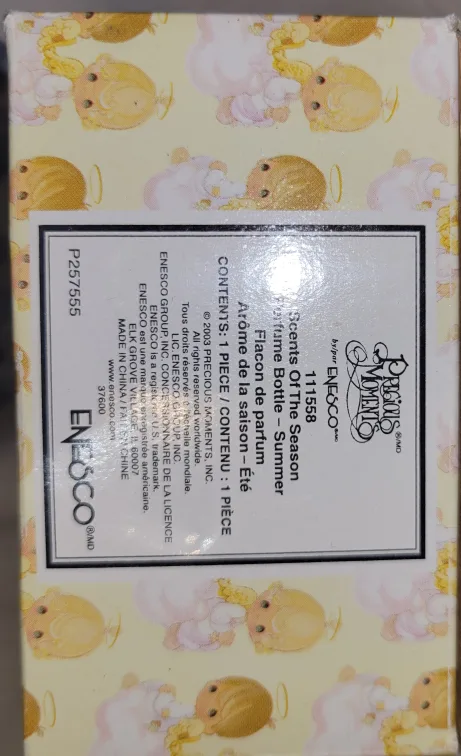 Precious
MOMENTS ®/MD
by/par ENESCO
111558
Scents Of The Season
Perfume Bottle – Summer
Flacon de parfum
Arôme de la saison – Été
CONTENTS: 1 PIECE / CONTENU : 1 PIÈCE
© 2003 PRECIOUS MOMENTS, INC.
All rights reserved worldwide.
Tous droits réservés à l'échelle mondiale.
LIC. ENESCO GROUP, INC.
ENESCO GROUP, INC. CONCESSIONNAIRE DE LA LICENCE
ENESCO is a registered U.S. trademark.
ENESCO est une marque enregistrée américaine.
ELK GROVE VILLAGE, IL 60007
MADE IN CHINA / FAIT EN CHINE
www.enesco.com
37600
P257555
ENESCO ®/MD